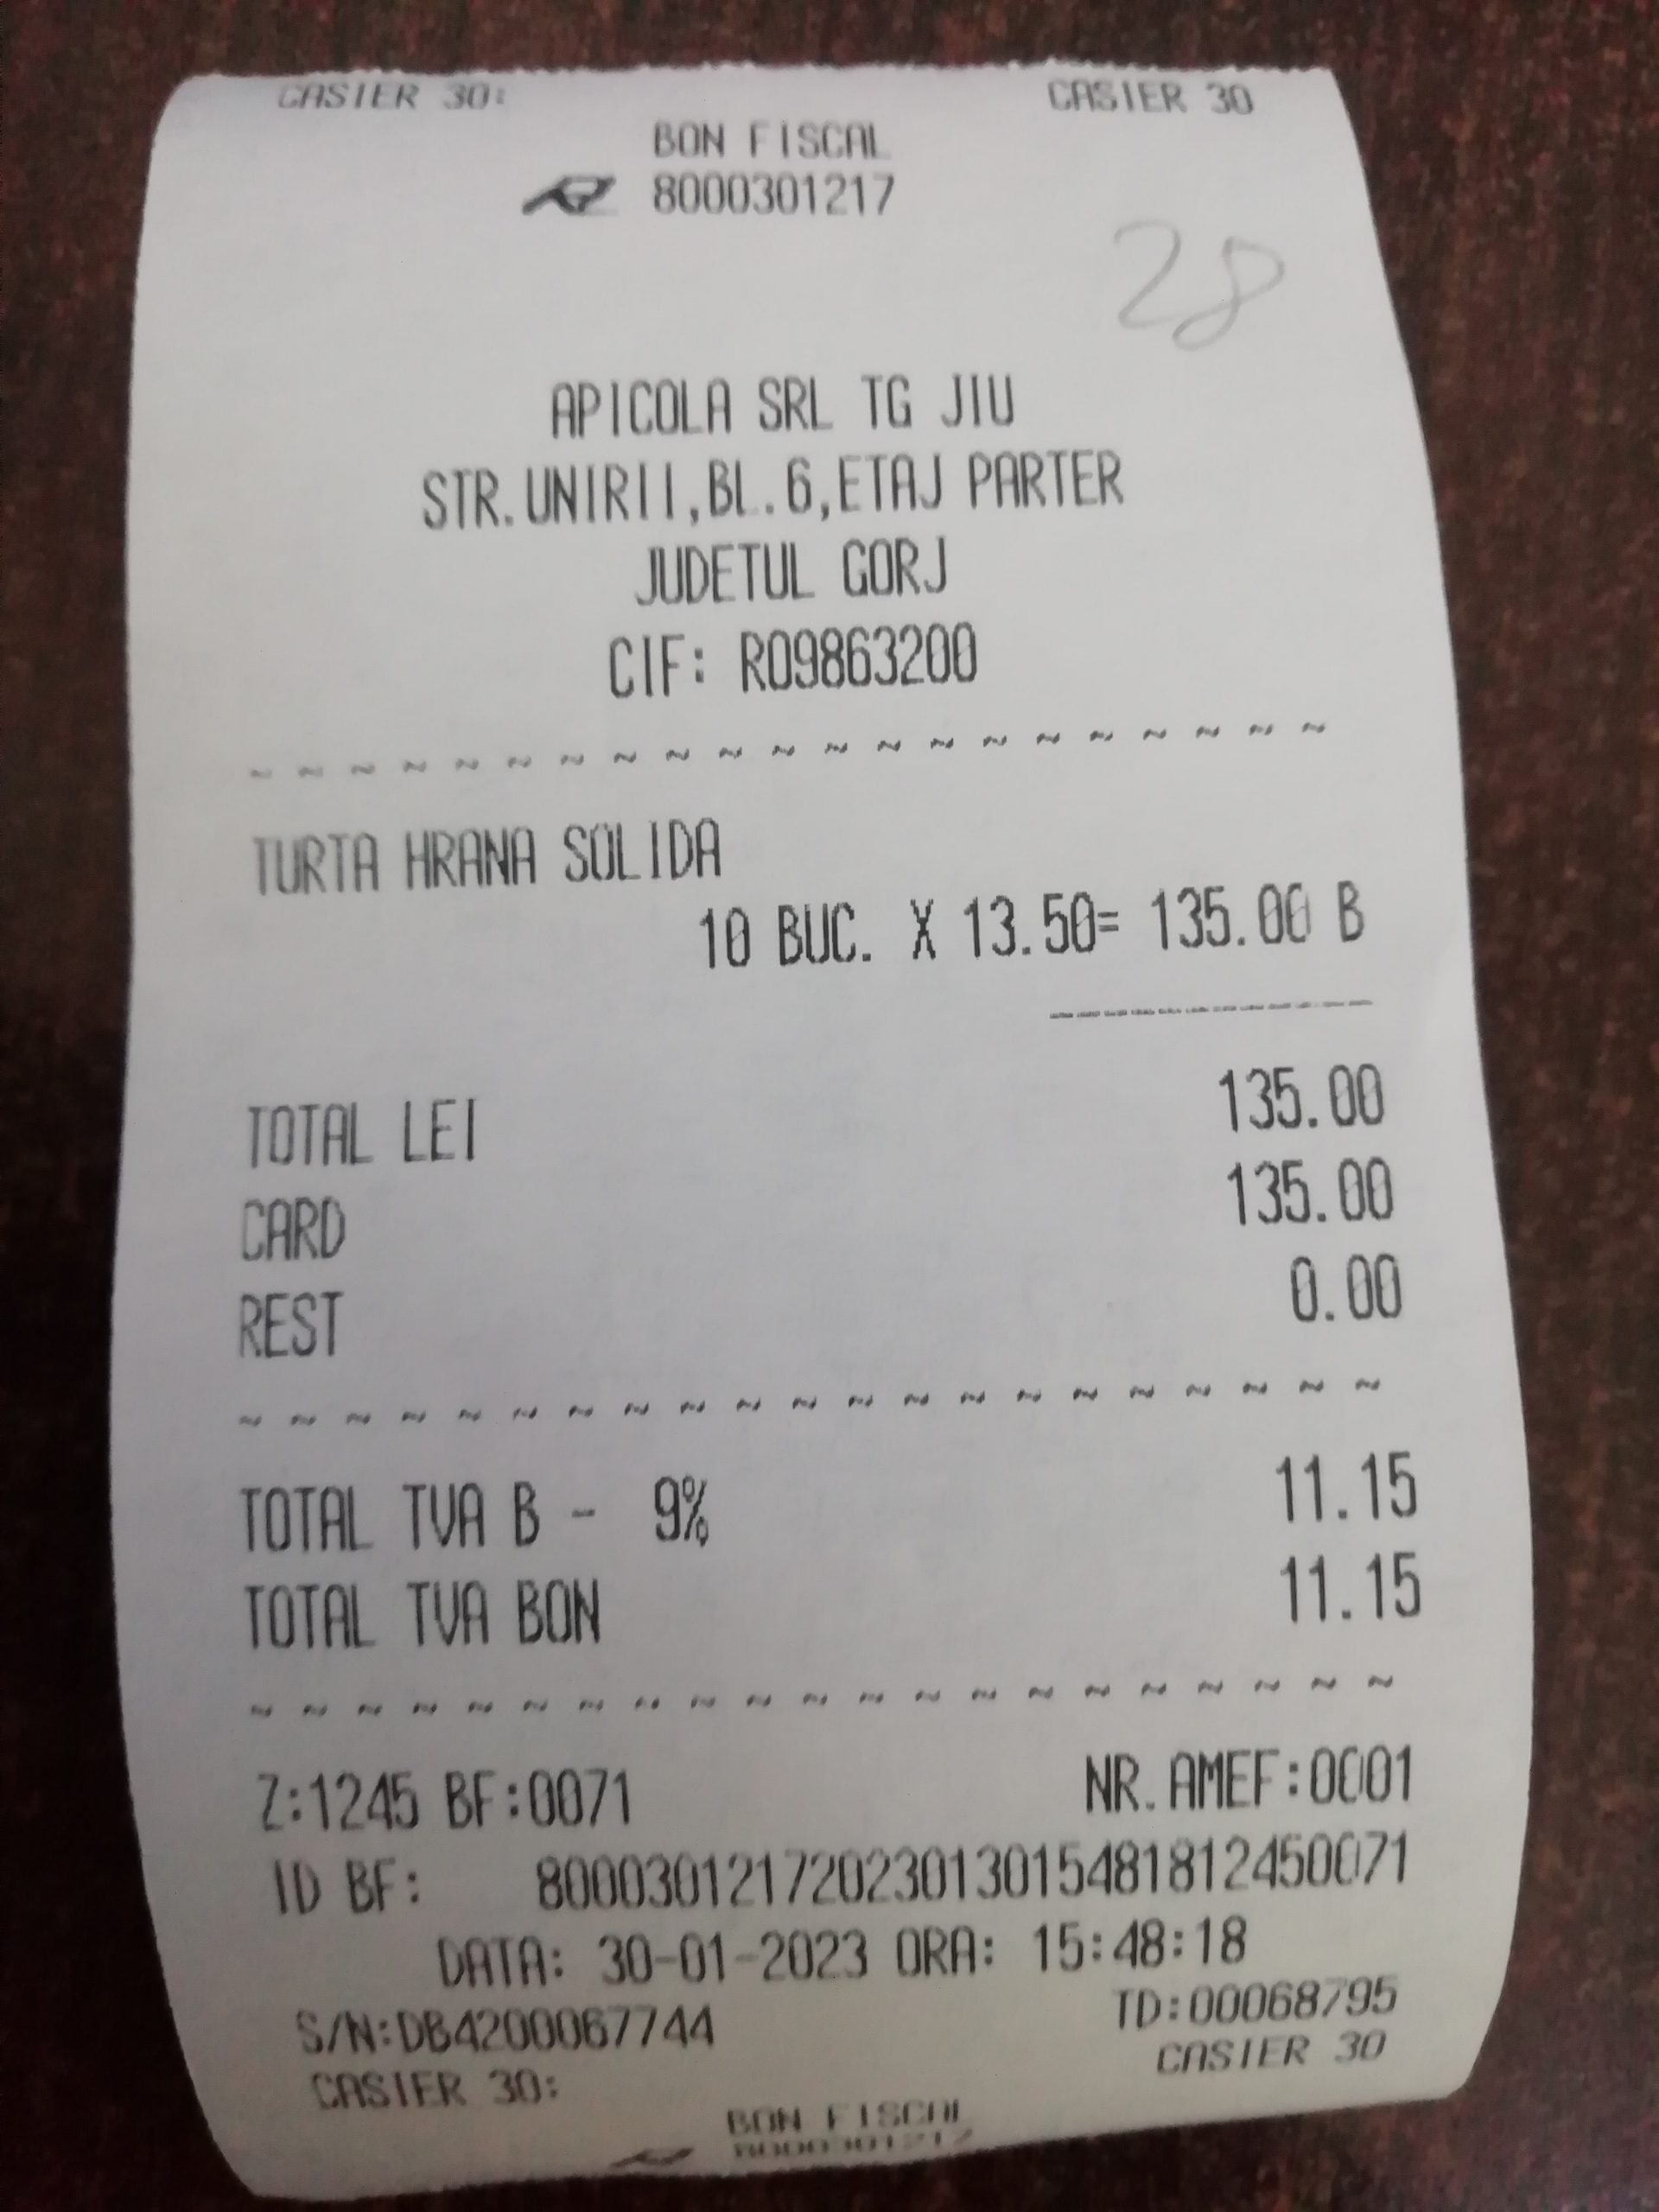 CASIER 30: CASIER 30
BON FISCAL
8000301217
28
APICOLA SRL TG JIU
STR.UNIRII,BL.6,ETAJ PARTER
JUDETUL GORJ
CIF: RO9863200
TURTA HRANA SOLIDA
10 BUC. X 13.50= 135.00 B
TOTAL LEI 135.00
CARD 135.00
REST 0.00
TOTAL TVA B - 9% 11.15
TOTAL TVA BON 11.15
Z:1245 BF:0071 NR.AMEF:0001
ID BF: 80003012172023013015481812450071
DATA: 30-01-2023 ORA: 15:48:18
S/N:DB4200067744 TD:00068795
CASIER 30: CASIER 30
BON FISCAL
8000301217